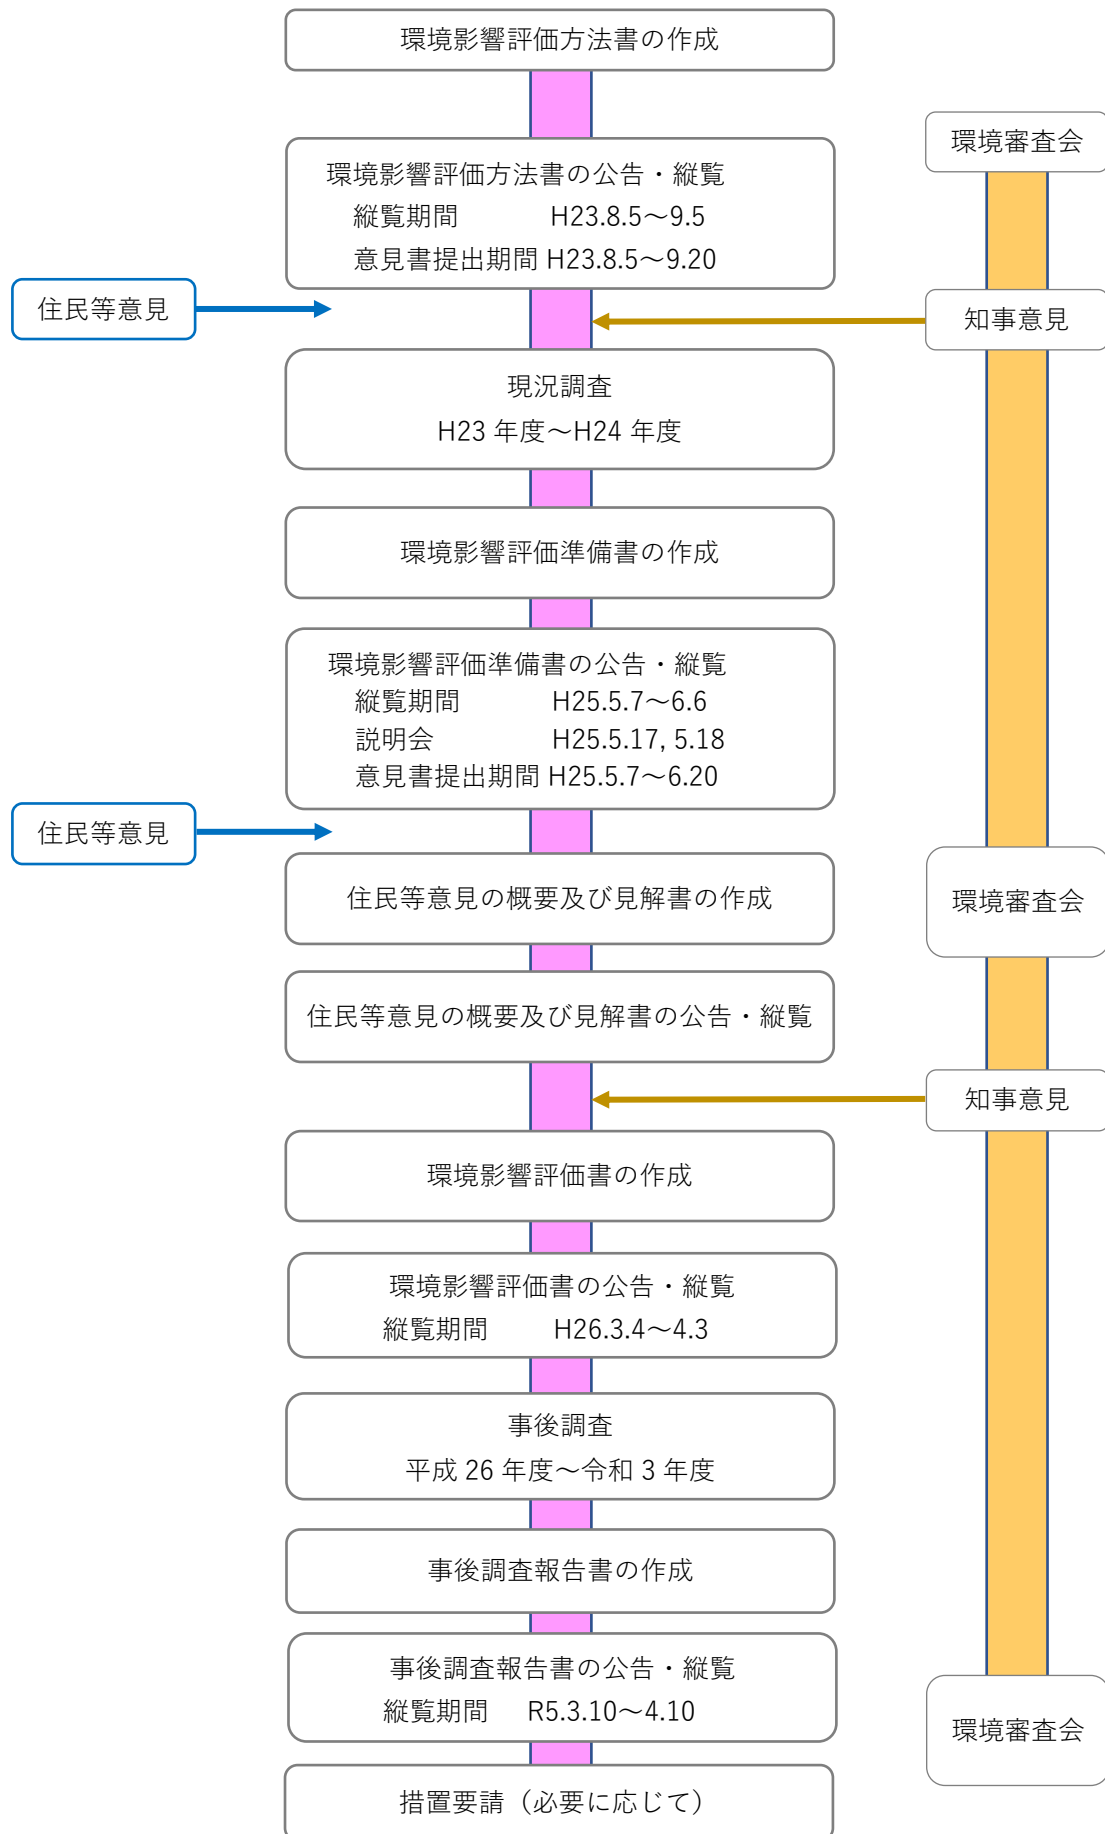 環境影響評価方法書の作成
環境審査会
環境影響評価方法書の公告・縦覧
縦覧期間 H23.8.5～9.5
意見書提出期間 H23.8.5～9.20
住民等意見
知事意見
現況調査
H23 年度～H24 年度
環境影響評価準備書の作成
環境影響評価準備書の公告・縦覧
縦覧期間 H25.5.7～6.6
説明会 H25.5.17, 5.18
意見書提出期間 H25.5.7～6.20
住民等意見
住民等意見の概要及び見解書の作成
環境審査会
住民等意見の概要及び見解書の公告・縦覧
知事意見
環境影響評価書の作成
環境影響評価書の公告・縦覧
縦覧期間 H26.3.4～4.3
事後調査
平成 26 年度～令和 3 年度
事後調査報告書の作成
事後調査報告書の公告・縦覧
縦覧期間 R5.3.10～4.10
環境審査会
措置要請（必要に応じて）